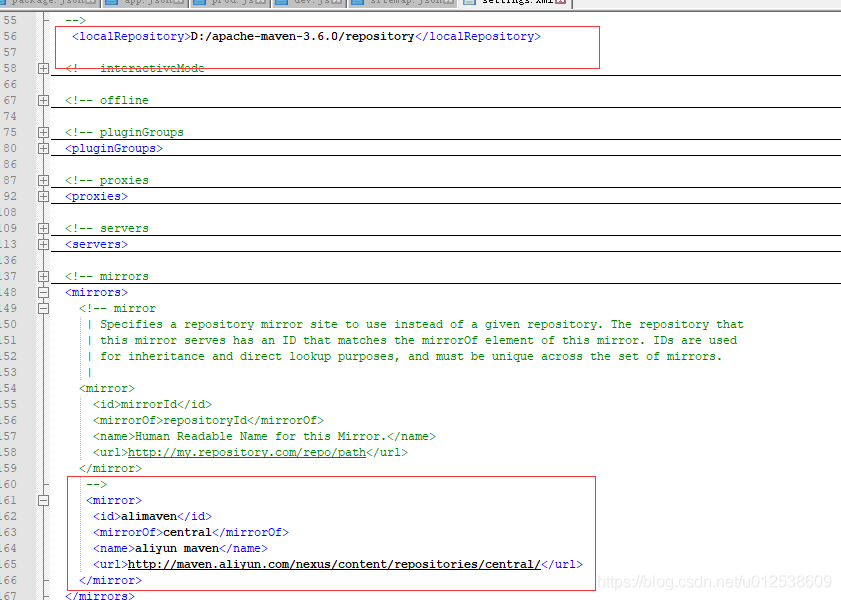 package.json app.json prod.js dev.js sitemap.json settings.xml
55 -->
56 <localRepository>D:/apache-maven-3.6.0/repository</localRepository>
57
58 <!-- interactiveMode
66
67 <!-- offline
74
75 <!-- pluginGroups
80 <pluginGroups>
86
87 <!-- proxies
92 <proxies>
108
109 <!-- servers
113 <servers>
136
137 <!-- mirrors
148 <mirrors>
149 <!-- mirror
150 | Specifies a repository mirror site to use instead of a given repository. The repository that
151 | this mirror serves has an ID that matches the mirrorOf element of this mirror. IDs are used
152 | for inheritance and direct lookup purposes, and must be unique across the set of mirrors.
153 |
154 <mirror>
155 <id>mirrorId</id>
156 <mirrorOf>repositoryId</mirrorOf>
157 <name>Human Readable Name for this Mirror.</name>
158 <url>http://my.repository.com/repo/path</url>
159 </mirror>
160 -->
161 <mirror>
162 <id>alimaven</id>
163 <mirrorOf>central</mirrorOf>
164 <name>aliyun maven</name>
165 <url>http://maven.aliyun.com/nexus/content/repositories/central/</url>
166 </mirror>
167 </mirrors>
https://blog.csdn.net/u012538609